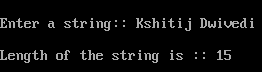 Enter a string:: Kshitij Dwivedi
Length of the string is :: 15